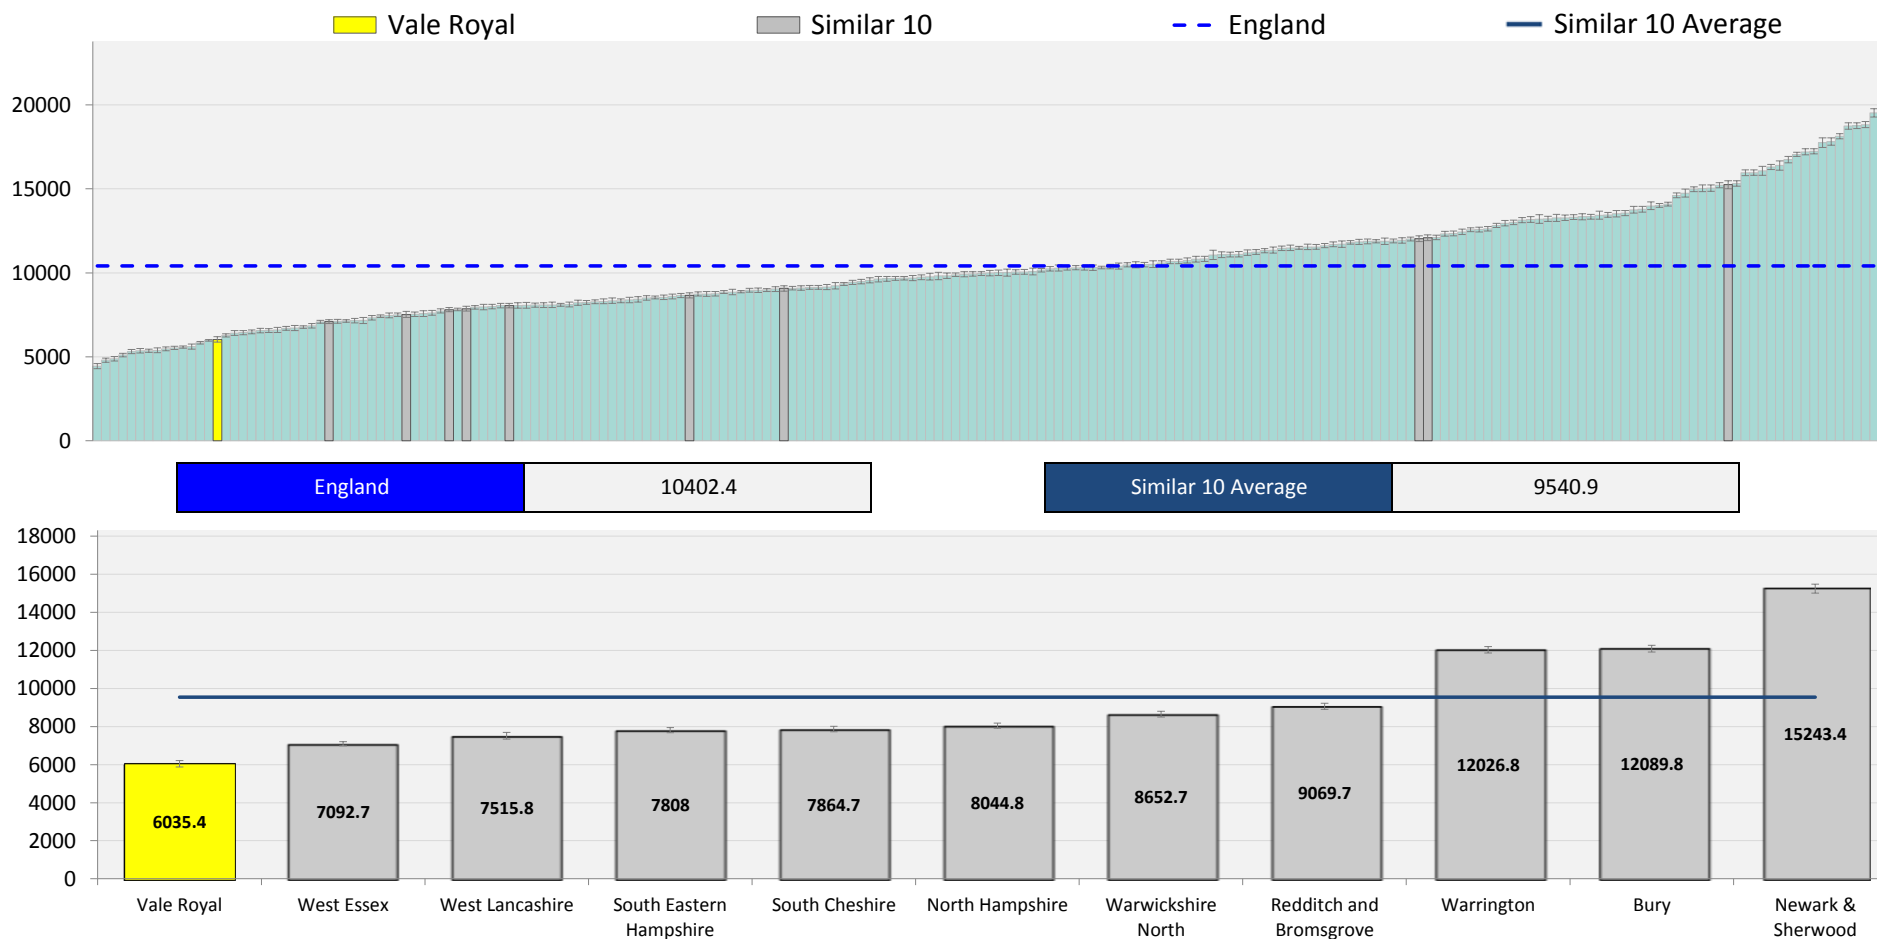 Vale Royal
Similar 10
England
Similar 10 Average
20000
15000
10000
5000
0
England
10402.4
Similar 10 Average
9540.9
18000
16000
14000
12000
10000
8000
6000
4000
2000
0
6035.4
7092.7
7515.8
7808
7864.7
8044.8
8652.7
9069.7
12026.8
12089.8
15243.4
Vale Royal
West Essex
West Lancashire
South Eastern
Hampshire
South Cheshire
North Hampshire
Warwickshire
North
Redditch and
Bromsgrove
Warrington
Bury
Newark &
Sherwood